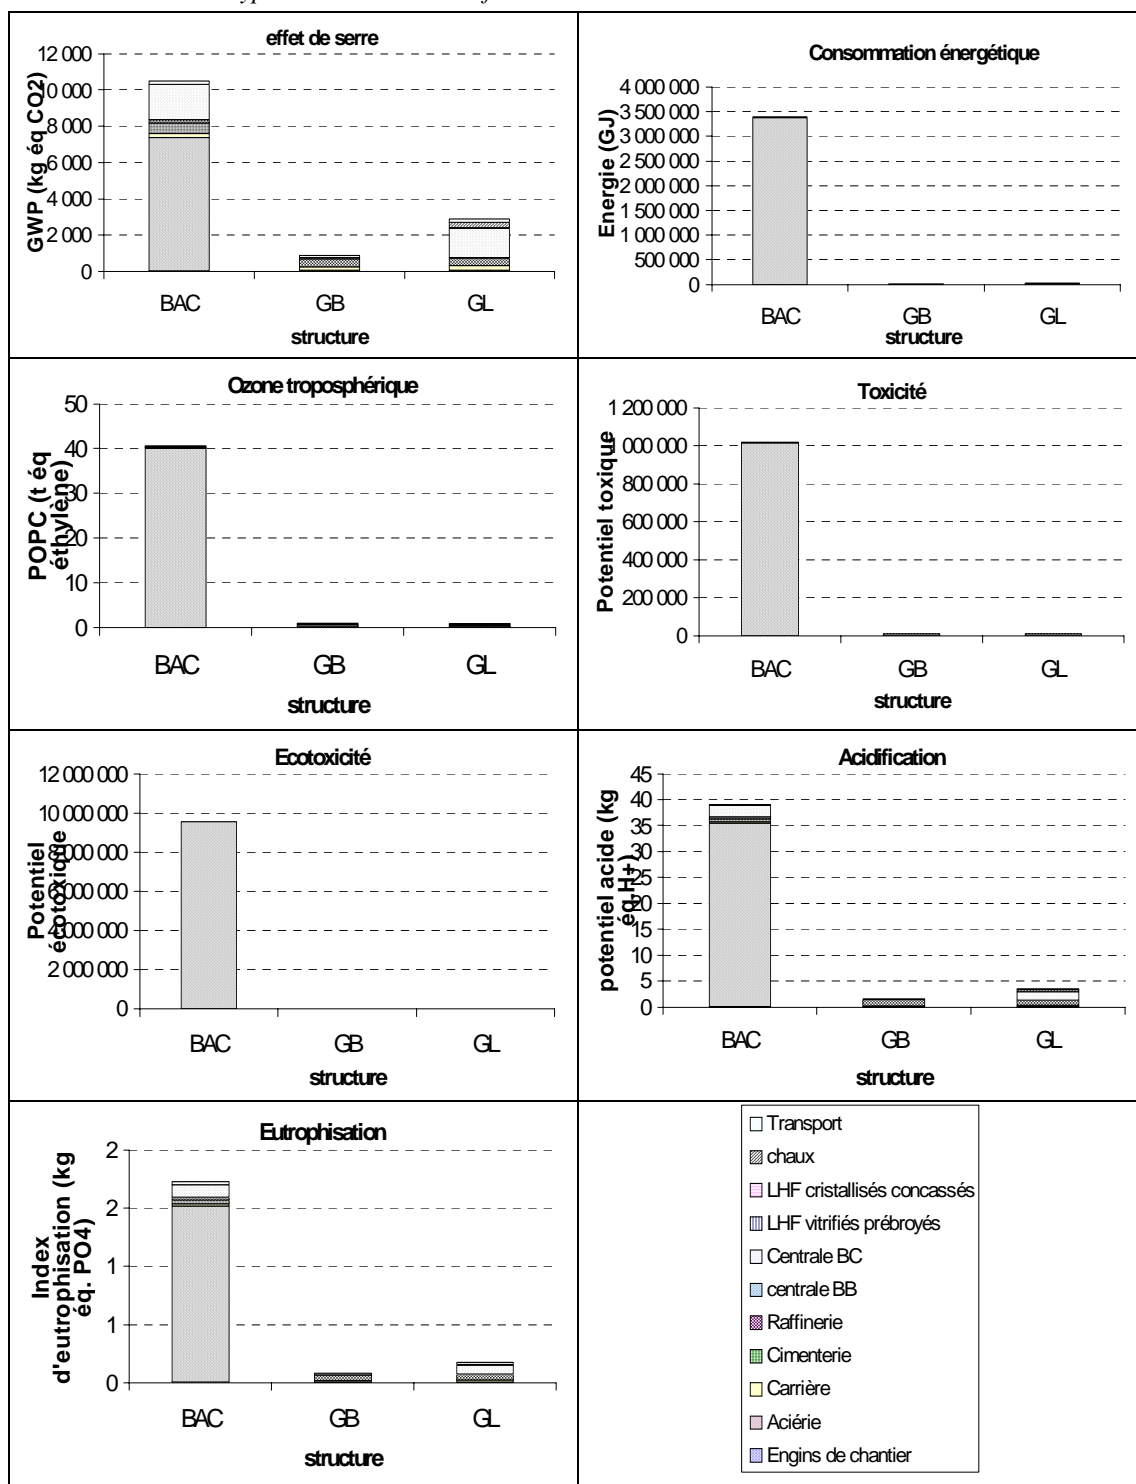 effet de serre
GWP (kg éq CO2)
12 000
10 000
8 000
6 000
4 000
2 000
0
BAC GB GL
structure
Consommation énergétique
Energie (GJ)
4 000 000
3 500 000
3 000 000
2 500 000
2 000 000
1 500 000
1 000 000
500 000
0
BAC GB GL
structure
Ozone troposphérique
POPC (t éq
éthylène)
50
40
30
20
10
0
BAC GB GL
structure
Toxicité
Potentiel toxique
1 200 000
1 000 000
800 000
600 000
400 000
200 000
0
BAC GB GL
structure
Ecotoxicité
Potentiel
écotoxique
12 000 000
10 000 000
8 000 000
6 000 000
4 000 000
2 000 000
0
BAC GB GL
structure
Acidification
potentiel acide (kg
éq.H+)
45
40
35
30
25
20
15
10
5
0
BAC GB GL
structure
Eutrophisation
Index
d'eutrophisation (kg
éq. PO4)
2
2
1
1
0
BAC GB GL
structure
Transport
chaux
LHF cristallisés concassés
LHF vitrifiés prébroyés
Centrale BC
centrale BB
Raffinerie
Cimenterie
Carrière
Aciérie
Engins de chantier